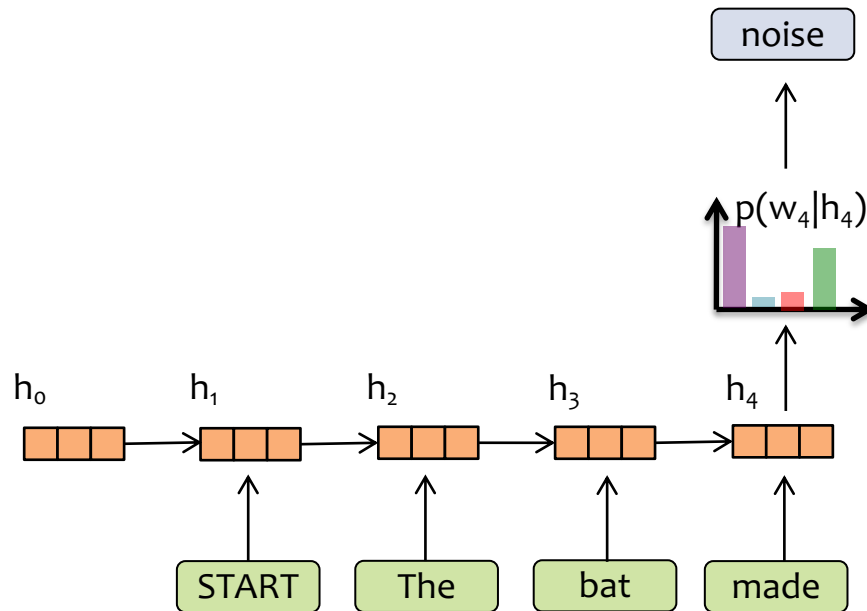 noise
p(w₄|h₄)
h₀ h₁ h₂ h₃ h₄
START The bat made